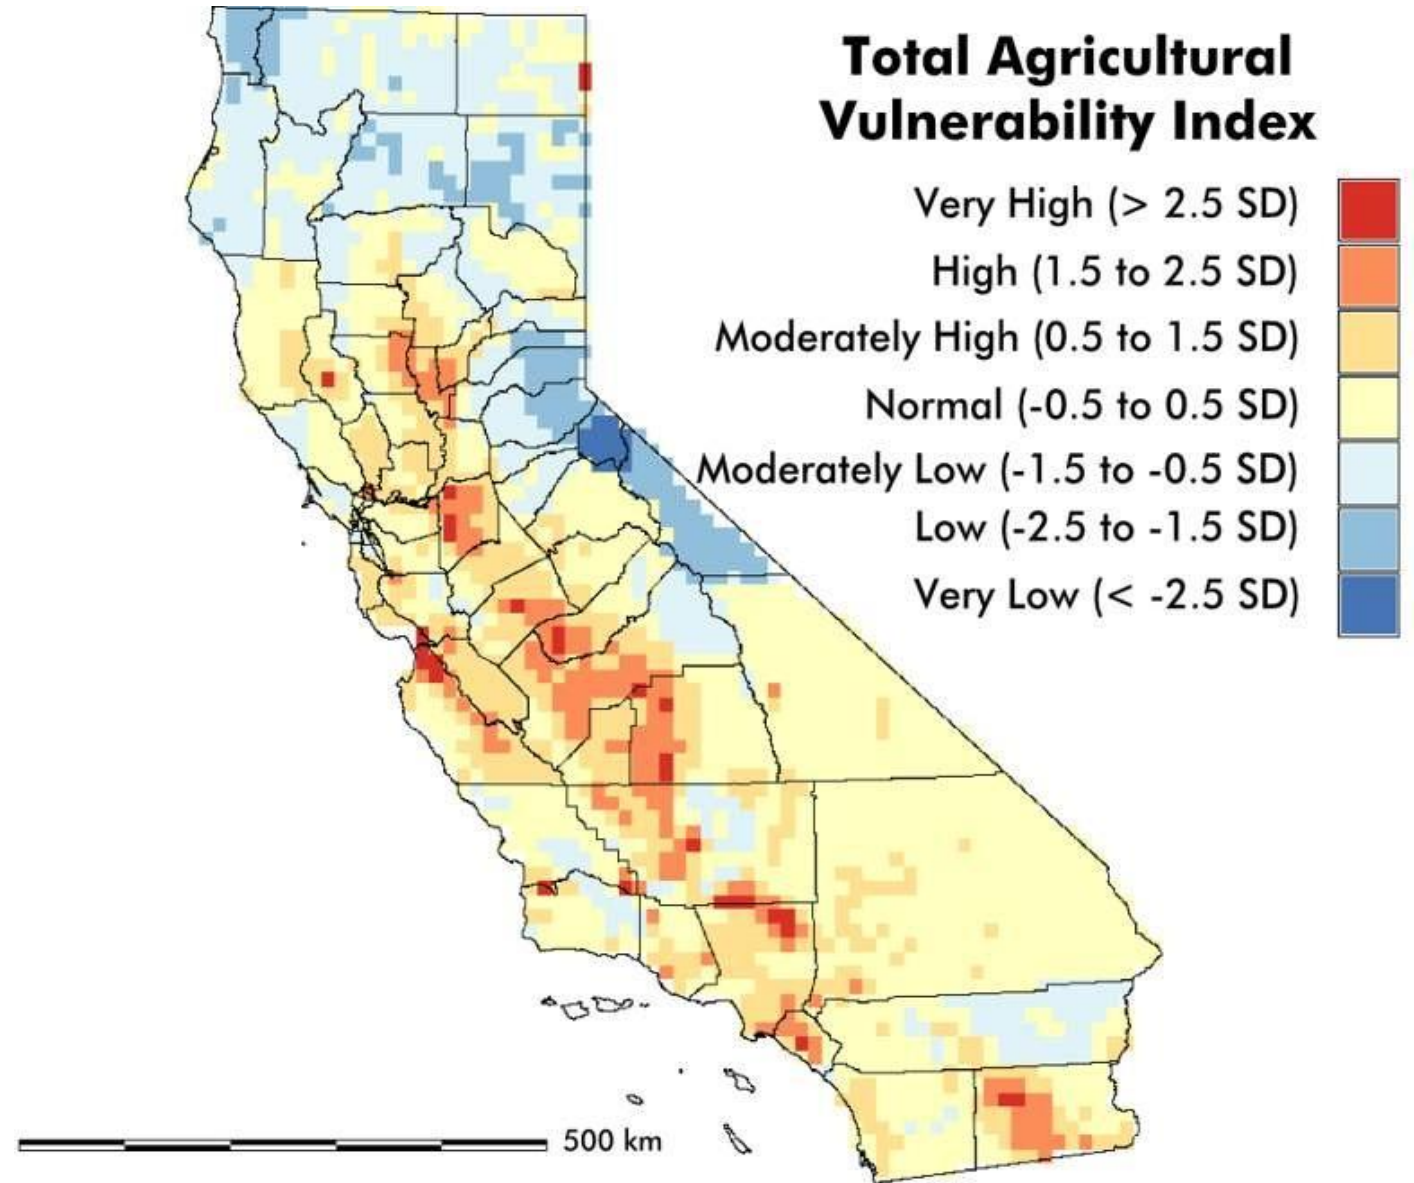 Total Agricultural
Vulnerability Index
Very High (> 2.5 SD)
High (1.5 to 2.5 SD)
Moderately High (0.5 to 1.5 SD)
Normal (-0.5 to 0.5 SD)
Moderately Low (-1.5 to -0.5 SD)
Low (-2.5 to -1.5 SD)
Very Low (< -2.5 SD)
500 km